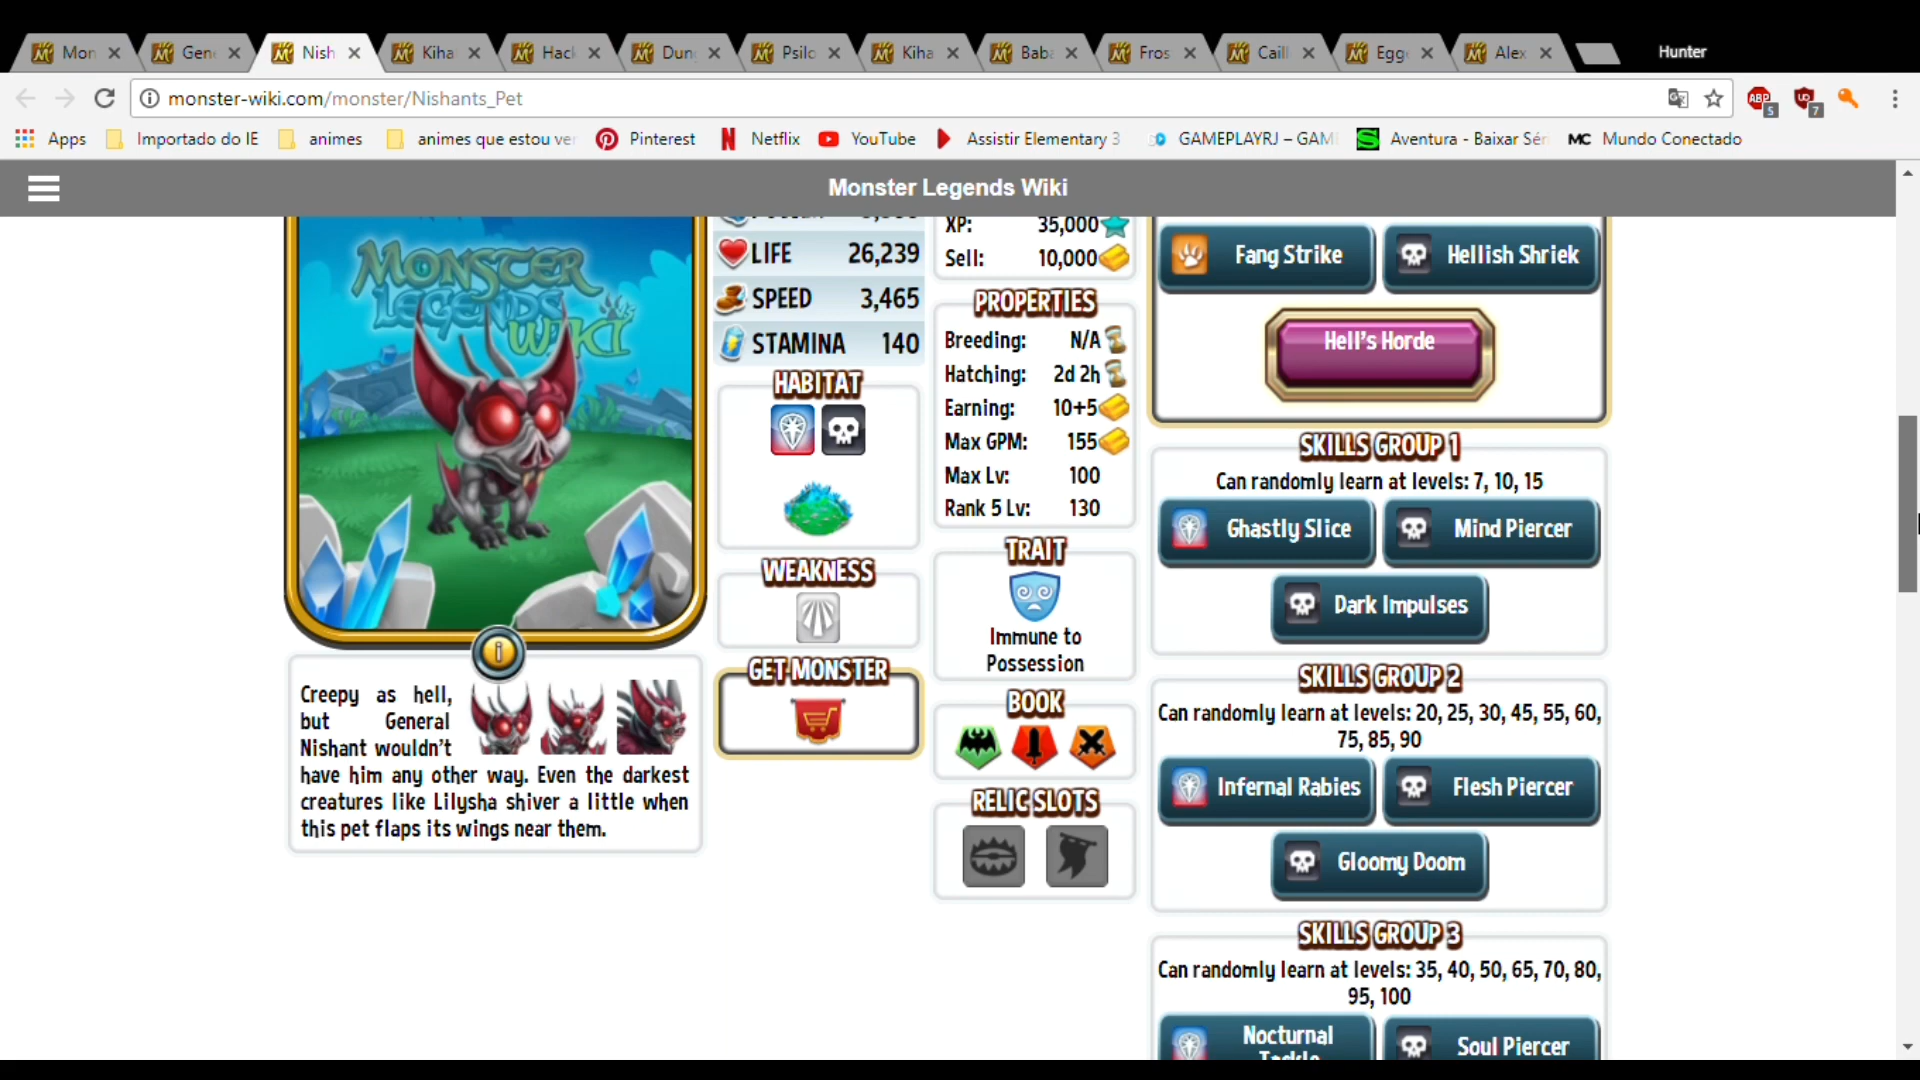 Mon
Gen
Nish
Kiha
Hack
Dun
Psilo
Kiha
Bab
Fros
Caill
Egg
Alex
Hunter
monster-wiki.com/monster/Nishants_Pet
ABP
5
7
Apps
Importado do IE
animes
animes que estou ver
Pinterest
Netflix
YouTube
Assistir Elementary 3
GAMEPLAYRJ – GAM
Aventura - Baixar Séri
MC Mundo Conectado
Monster Legends Wiki
MONSTER
LEGENDS
WIKI
Creepy as hell,
but General
Nishant wouldn't
have him any other way. Even the darkest
creatures like Lilysha shiver a little when
this pet flaps its wings near them.
LIFE 26,239
SPEED 3,465
STAMINA 140
HABITAT
WEAKNESS
GET MONSTER
XP: 35,000
Sell: 10,000
PROPERTIES
Breeding: N/A
Hatching: 2d 2h
Earning: 10+5
Max GPM: 155
Max Lv: 100
Rank 5 Lv: 130
TRAIT
Immune to
Possession
BOOK
RELIC SLOTS
Fang Strike
Hellish Shriek
Hell's Horde
SKILLS GROUP 1
Can randomly learn at levels: 7, 10, 15
Ghastly Slice
Mind Piercer
Dark Impulses
SKILLS GROUP 2
Can randomly learn at levels: 20, 25, 30, 45, 55, 60,
75, 85, 90
Infernal Rabies
Flesh Piercer
Gloomy Doom
SKILLS GROUP 3
Can randomly learn at levels: 35, 40, 50, 65, 70, 80,
95, 100
Nocturnal
Tackle
Soul Piercer